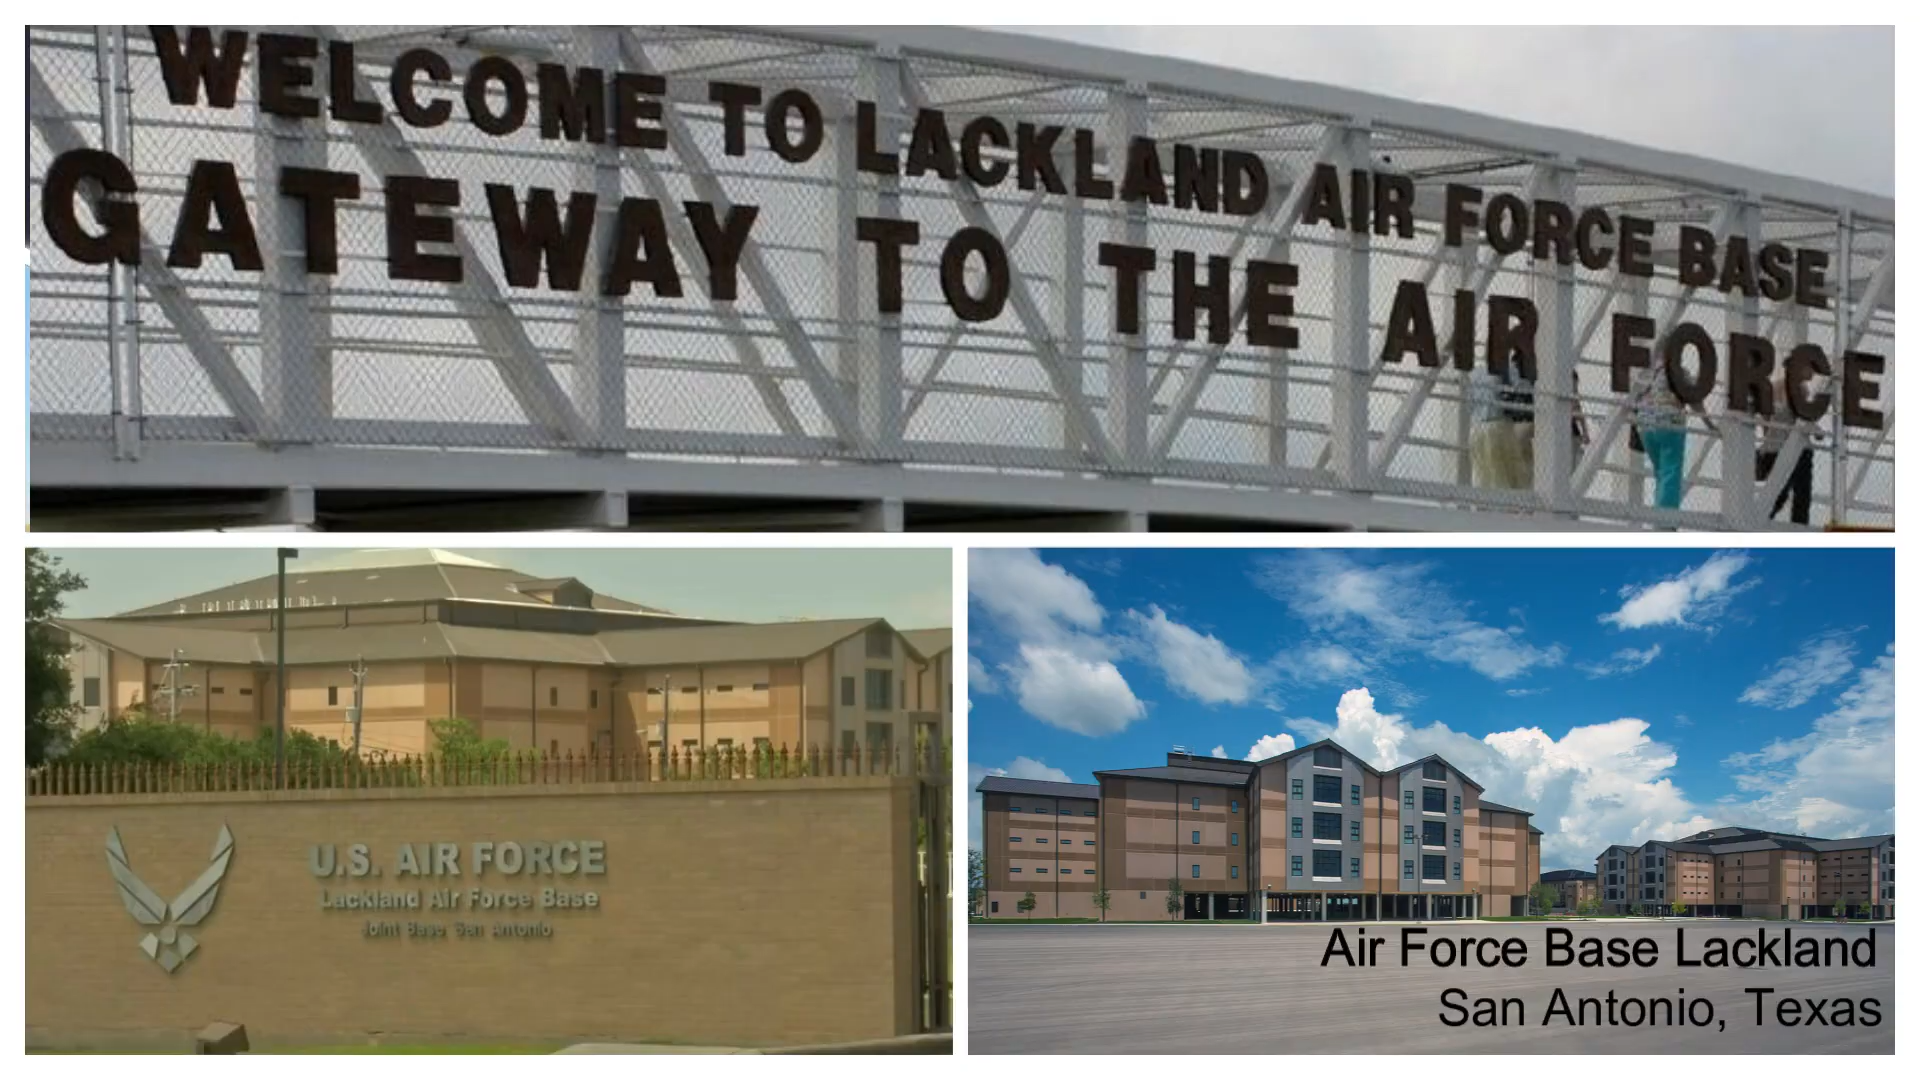 WELCOME TO LACKLAND AIR FORCE BASE
GATEWAY TO THE AIR FORCE
U.S. AIR FORCE
Lackland Air Force Base
Joint Base San Antonio
Air Force Base Lackland
San Antonio, Texas